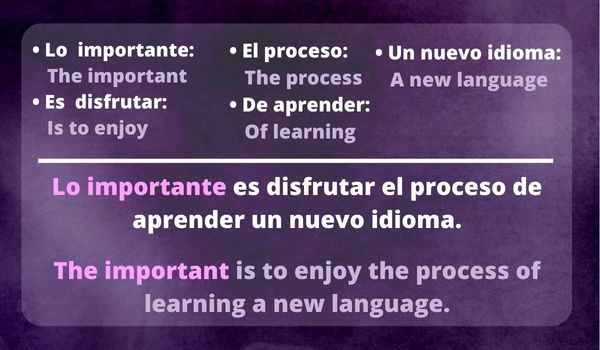 • Lo importante:
The important
• Es disfrutar:
Is to enjoy
• El proceso:
The process
• De aprender:
Of learning
• Un nuevo idioma:
A new language
Lo importante es disfrutar el proceso de
aprender un nuevo idioma.
The important is to enjoy the process of
learning a new language.